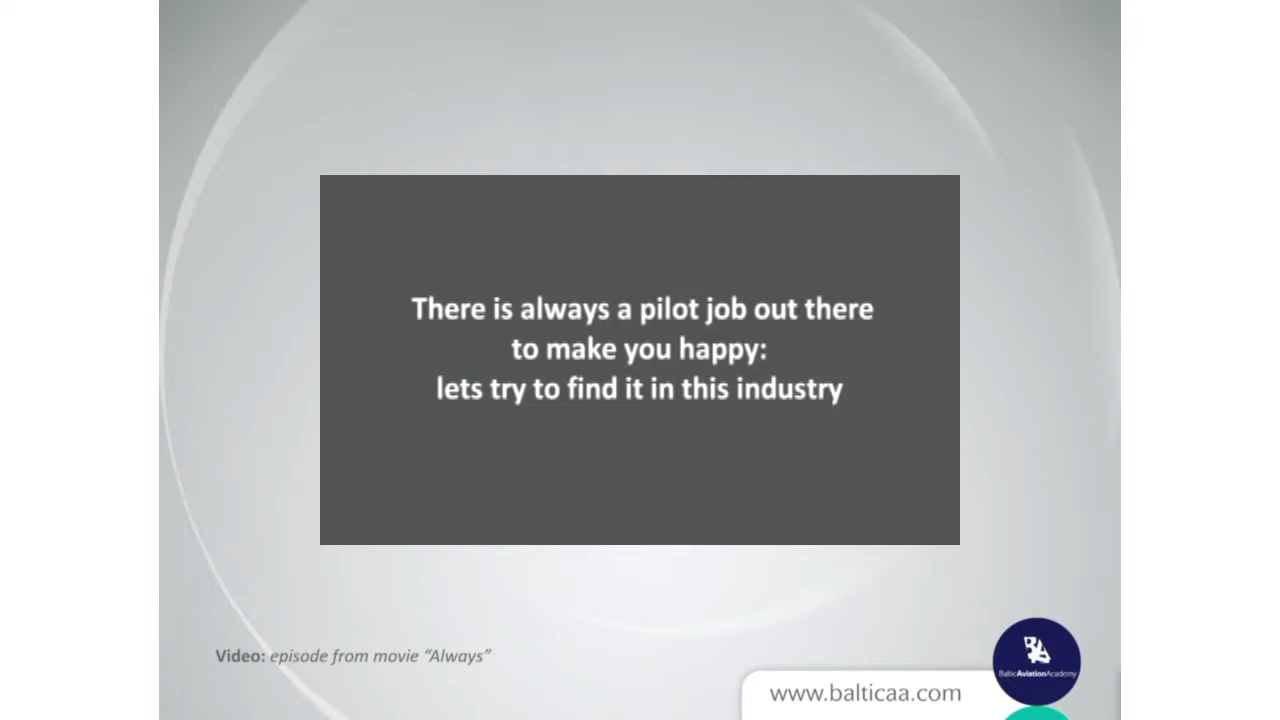 There is always a pilot job out there
to make you happy:
lets try to find it in this industry
Video: episode from movie “Always”
www.balticaa.com
BA
BalticAviationAcademy